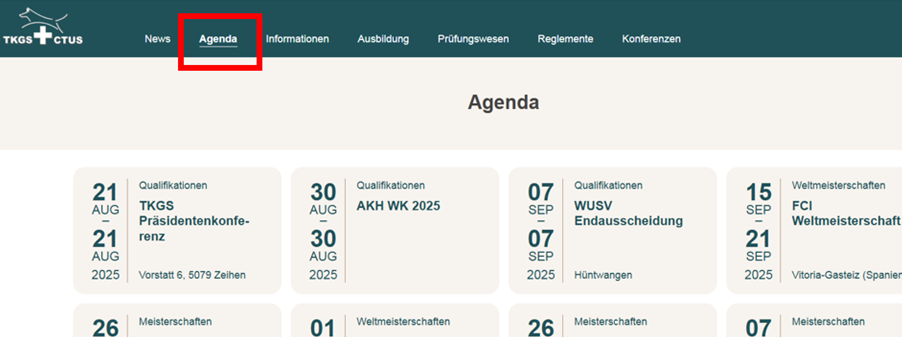 TKGS CTUS
News Agenda Informationen Ausbildung Prüfungswesen Reglemente Konferenzen
Agenda
21
AUG
–
21
AUG
2025
Qualifikationen
TKGS
Präsidentenkonfe-
renz
Vorstatt 6, 5079 Zeihen
30
AUG
–
30
AUG
2025
Qualifikationen
AKH WK 2025
07
SEP
–
07
SEP
2025
Qualifikationen
WUSV
Endausscheidung
Hüntwangen
15
SEP
–
21
SEP
2025
Weltmeisterschaften
FCI
Weltmeisterschaft
Vitoria-Gasteiz (Spanien
26
Meisterschaften
01
Weltmeisterschaften
26
Meisterschaften
07
Meisterschaften